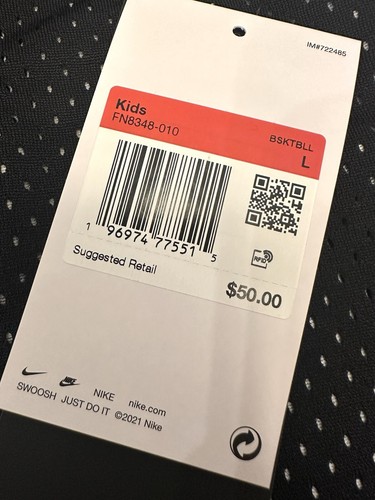 IM#722485
Kids
FN8348-010
BSKTBLL
L
1 96974 77551 5
RFID
Suggested Retail
$50.00
NIKE nike.com
SWOOSH JUST DO IT ©2021 Nike